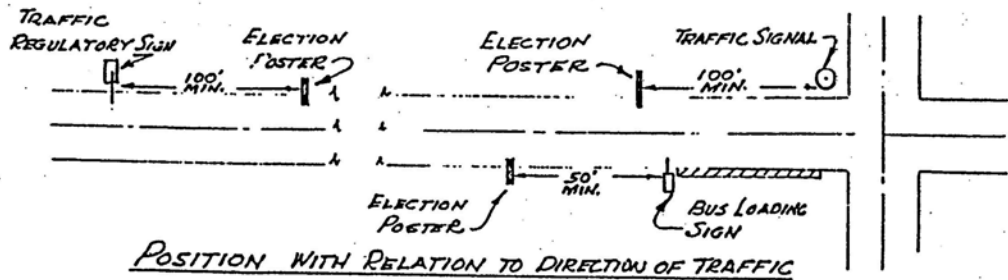 TRAFFIC
REGULATORY SIGN
100'
MIN.
ELECTION
POSTER
ELECTION
POSTER
TRAFFIC SIGNAL
100'
MIN.
ELECTION
POSTER
50'
MIN.
BUS LOADING
SIGN
POSITION WITH RELATION TO DIRECTION OF TRAFFIC